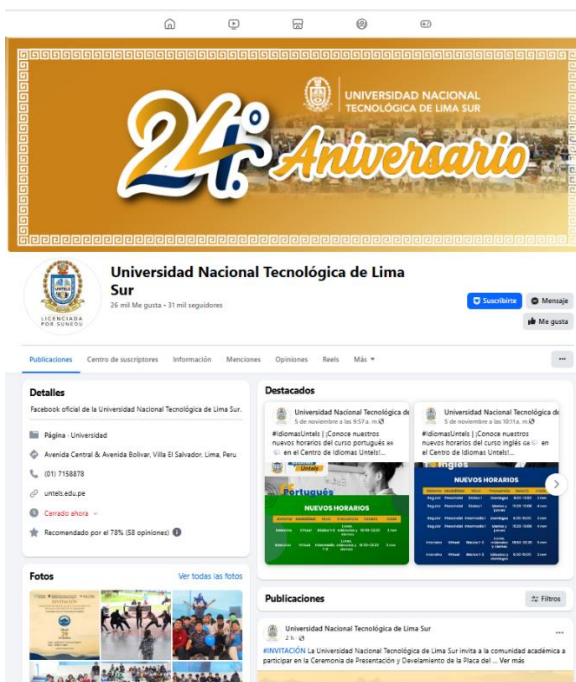 UNIVERSIDAD NACIONAL
TECNOLÓGICA DE LIMA SUR
24.° Aniversario
UNTELS
LICENCIADA
POR SUNEDU
Universidad Nacional Tecnológica de Lima
Sur
26 mil Me gusta • 31 mil seguidores
Suscribirte
Mensaje
Me gusta
Publicaciones Centro de suscriptores Información Menciones Opiniones Reels Más
Detalles
Facebook oficial de la Universidad Nacional Tecnológica de Lima Sur.
Página · Universidad
Avenida Central & Avenida Bolivar, Villa El Salvador, Lima, Peru
(01) 7158878
untels.edu.pe
Cerrado ahora
Recomendado por el 78% (58 opiniones)
Fotos
Ver todas las fotos
Destacados
Universidad Nacional Tecnológica de
5 de noviembre a las 9:57a. m.
#IdiomasUntels | ¡Conoce nuestros
nuevos horarios del curso portugués
en el Centro de Idiomas Untels!...
Untels
Portugués
NUEVOS HORARIOS
Universidad Nacional Tecnológica de
5 de noviembre a las 10:11a. m.
#IdiomasUntels | ¡Conoce nuestros
nuevos horarios del curso inglés en
el Centro de Idiomas Untels!...
Inglés
NUEVOS HORARIOS
Publicaciones
Filtros
Universidad Nacional Tecnológica de Lima Sur
2 h
#INVITACIÓN La Universidad Nacional Tecnológica de Lima Sur invita a la comunidad académica a
participar en la Ceremonia de Presentación y Develamiento de la Placa del ... Ver más